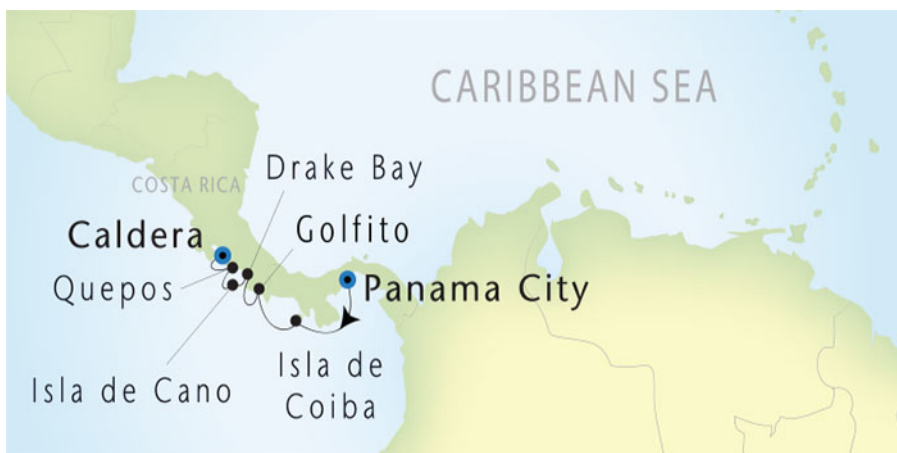 CARIBBEAN SEA
Drake Bay
COSTA RICA
Caldera
Golfito
Quepos
Panama City
Isla de Cano
Isla de
Coiba